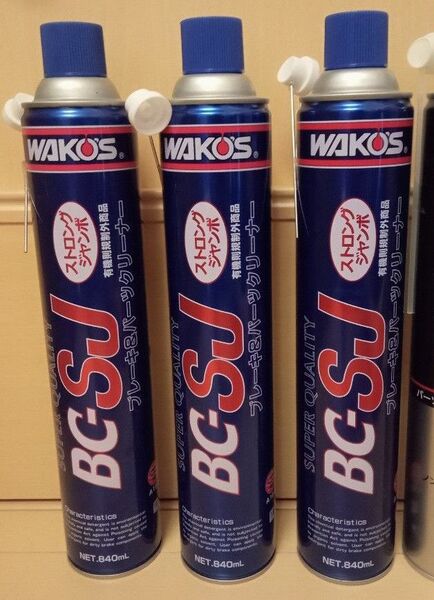 WAKO'S®
ストロング
ジャンボ
有機則規制外商品
ブレーキ&パーツクリーナー
BC-SJ
SUPER QUALITY
Characteristics
NET.840mL
WAKO'S®
ストロング
ジャンボ
有機則規制外商品
ブレーキ&パーツクリーナー
BC-SJ
SUPER QUALITY
Characteristics
NET.840mL
WAKO'S®
ストロング
ジャンボ
有機則規制外商品
ブレーキ&パーツクリーナー
BC-SJ
SUPER QUALITY
Characteristics
NET.840mL